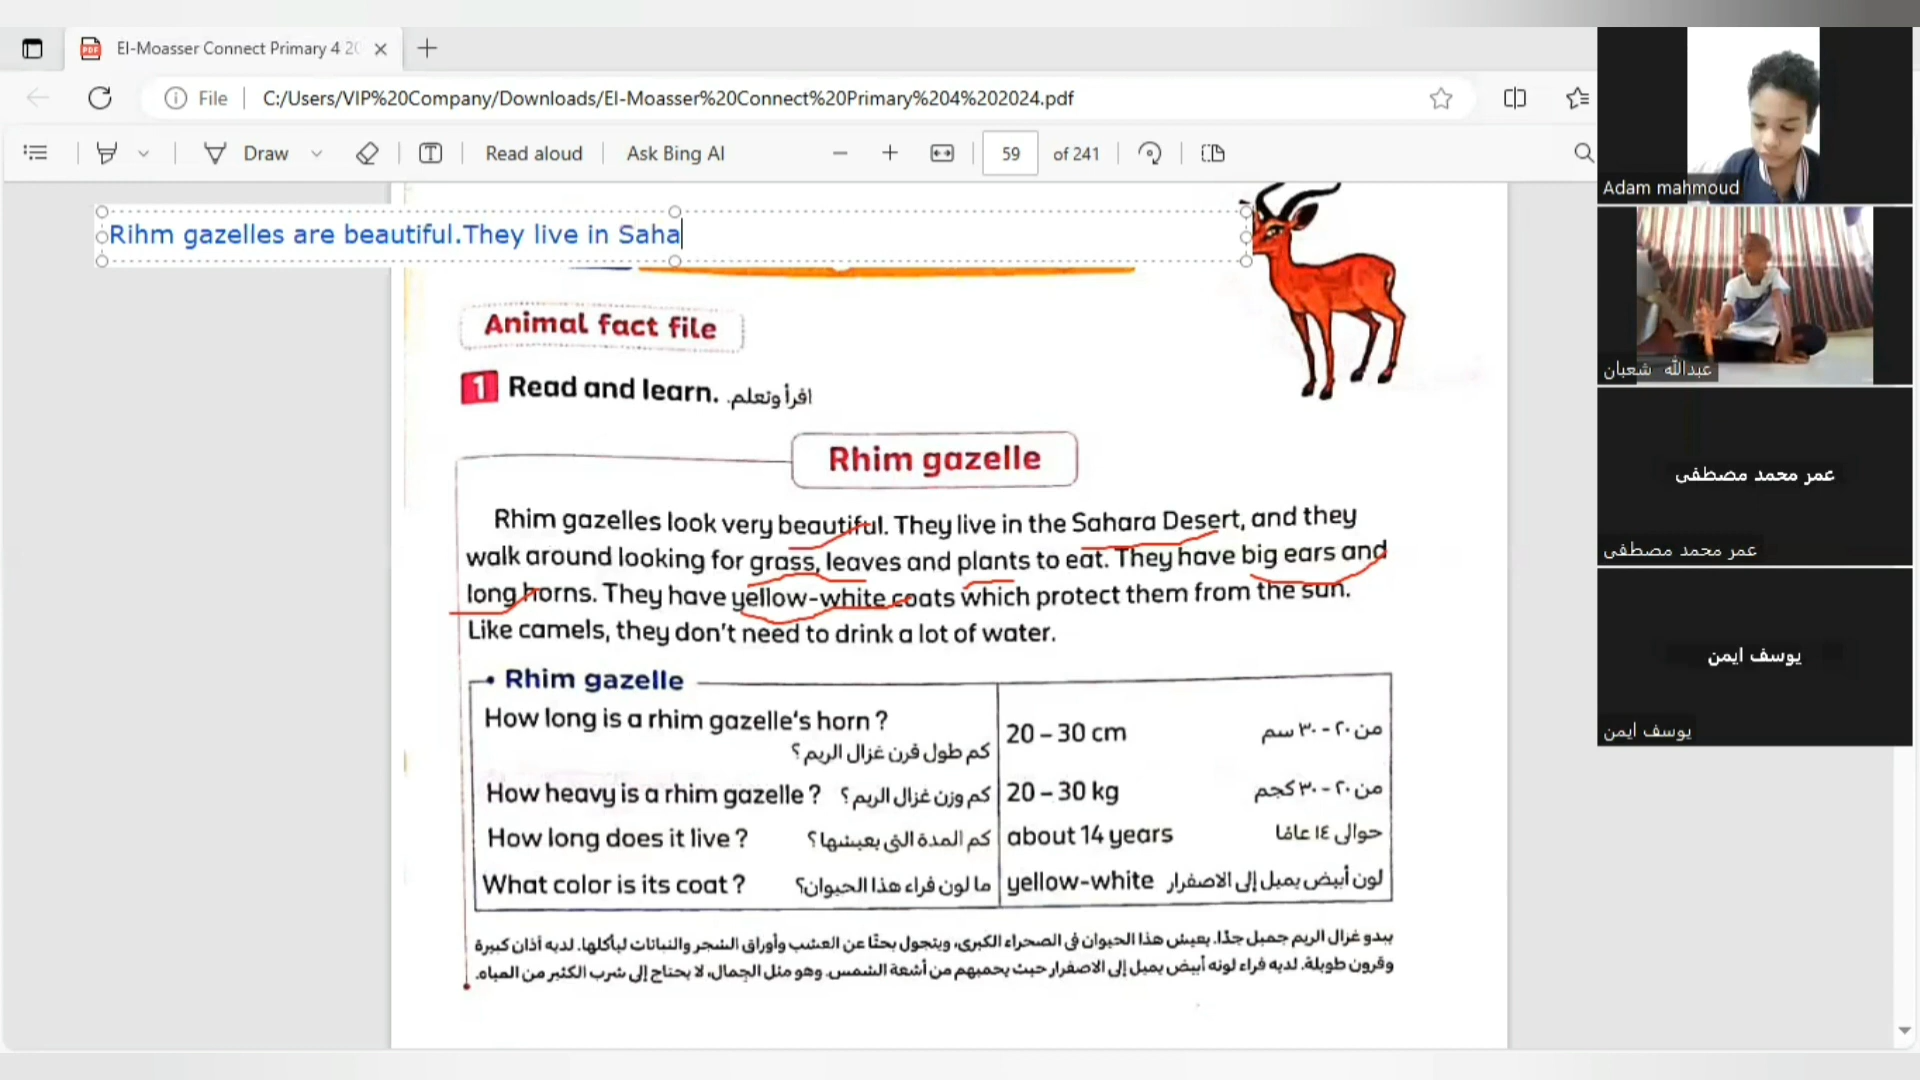 El-Moasser Connect Primary 4 20
File
C:/Users/VIP%20Company/Downloads/El-Moasser%20Connect%20Primary%204%202024.pdf
Draw
Read aloud
Ask Bing AI
59
of 241
Rihm gazelles are beautiful.They live in Saha
Animal fact file
1 Read and learn. اقرأ وتعلم.
Rhim gazelle
Rhim gazelles look very beautiful. They live in the Sahara Desert, and they
walk around looking for grass, leaves and plants to eat. They have big ears and
long horns. They have yellow-white coats which protect them from the sun.
Like camels, they don't need to drink a lot of water.
• Rhim gazelle
How long is a rhim gazelle's horn ?
كم طول قرن غزال الريم ؟
20 – 30 cm من ٢٠ - ٣٠ سم
How heavy is a rhim gazelle ? كم وزن غزال الريم ؟ 20 – 30 kg من ٢٠ - ٣٠ كجم
How long does it live ? كم المدة التى يعيشها ؟ about 14 years حوالى ١٤ عامًا
What color is its coat ? ما لون فراء هذا الحيوان؟ yellow-white لون أبيض يميل إلى الاصفرار
يبدو غزال الريم جميل جدًا. يعيش هذا الحيوان فى الصحراء الكبرى، ويتجول بحثًا عن العشب وأوراق الشجر والنباتات ليأكلها. لديه آذان كبيرة
وقرون طويلة. لديه فراء لونه أبيض يميل إلى الاصفرار حيث يحميهم من أشعة الشمس. وهو مثل الجمال، لا يحتاج إلى شرب الكثير من المياه.
Adam mahmoud
عبدالله شعبان
عمر محمد مصطفى
عمر محمد مصطفى
يوسف ايمن
يوسف ايمن